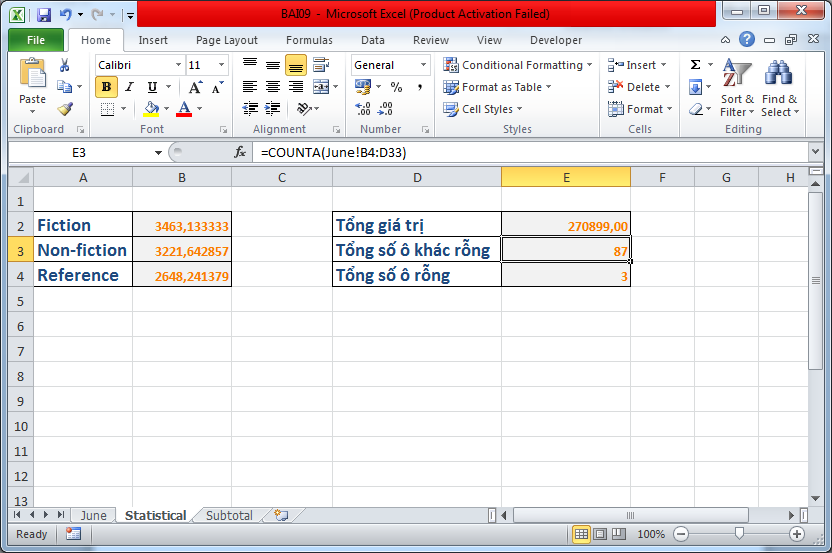 BAI09 - Microsoft Excel (Product Activation Failed)
File Home Insert Page Layout Formulas Data Review View Developer
Paste
Calibri 11
B I U
A A
General
% ,
Conditional Formatting
Format as Table
Cell Styles
Insert
Delete
Format
Σ
Sort & Filter
Find & Select
Clipboard Font Alignment Number Styles Cells Editing
E3 fx =COUNTA(June!B4:D33)
A B C D E F G H
1
2 Fiction 3463,133333 Tổng giá trị 270899,00
3 Non-fiction 3221,642857 Tổng số ô khác rỗng 87
4 Reference 2648,241379 Tổng số ô rỗng 3
5
6
7
8
9
10
11
12
13
June Statistical Subtotal
Ready 100%